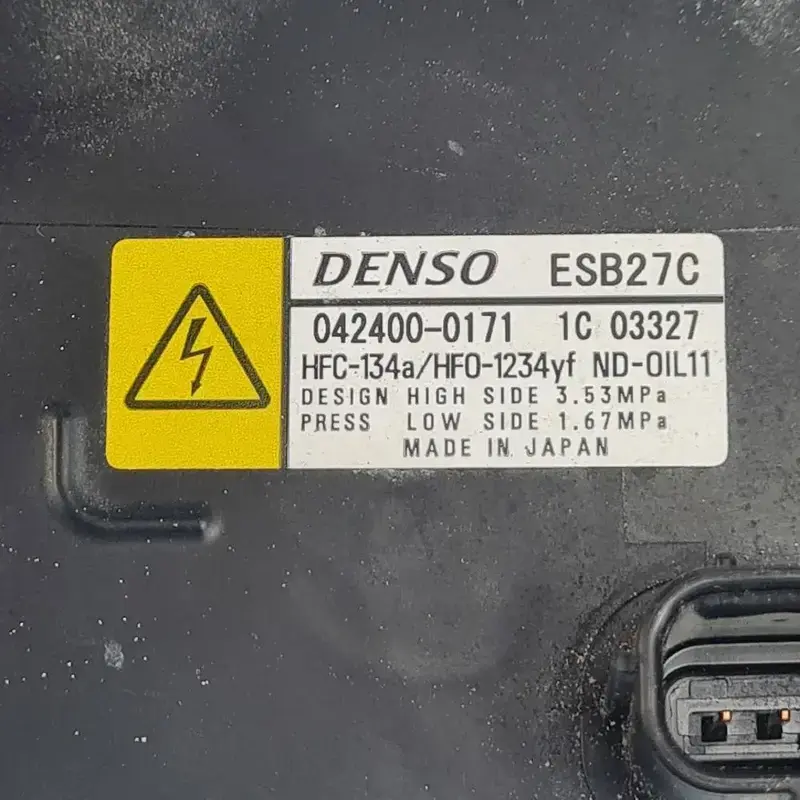 DENSO ESB27C
042400-0171 1C 03327
HFC-134a/HFO-1234yf ND-OIL11
DESIGN HIGH SIDE 3.53MPa
PRESS LOW SIDE 1.67MPa
MADE IN JAPAN